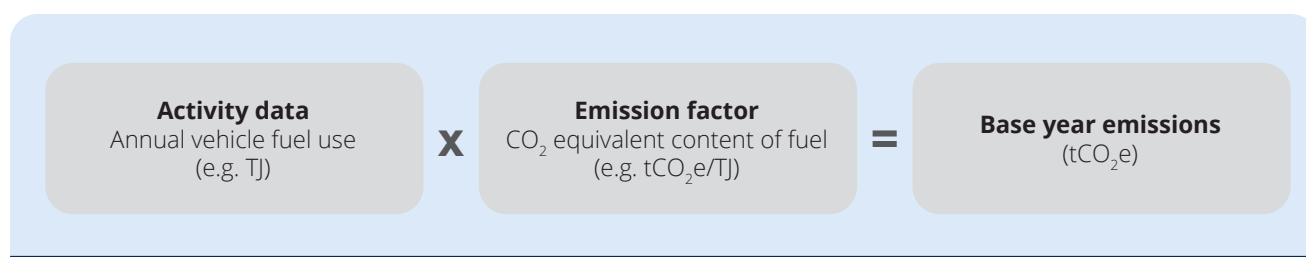 Activity data
Annual vehicle fuel use
(e.g. TJ)
x
Emission factor
CO₂ equivalent content of fuel
(e.g. tCO₂e/TJ)
=
Base year emissions
(tCO₂e)